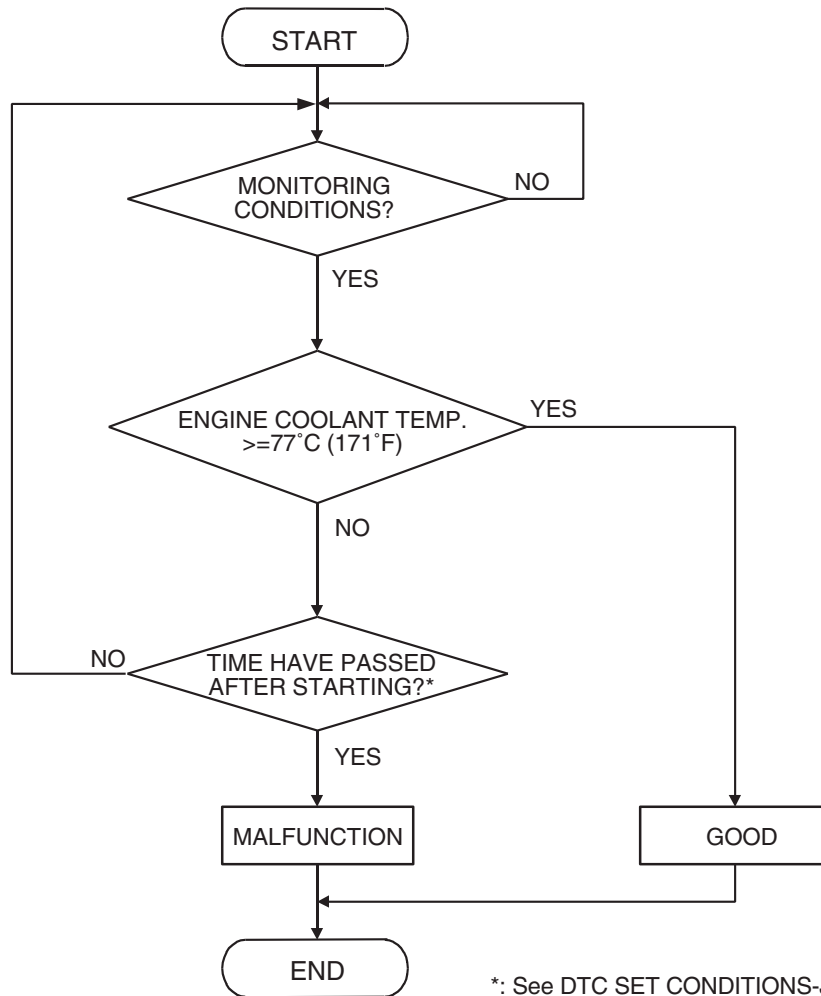 START
MONITORING
CONDITIONS?
NO
YES
ENGINE COOLANT TEMP.
>=77˚C (171˚F)
YES
NO
NO
TIME HAVE PASSED
AFTER STARTING?*
YES
MALFUNCTION
GOOD
END
*: See DTC SET CONDITIONS-